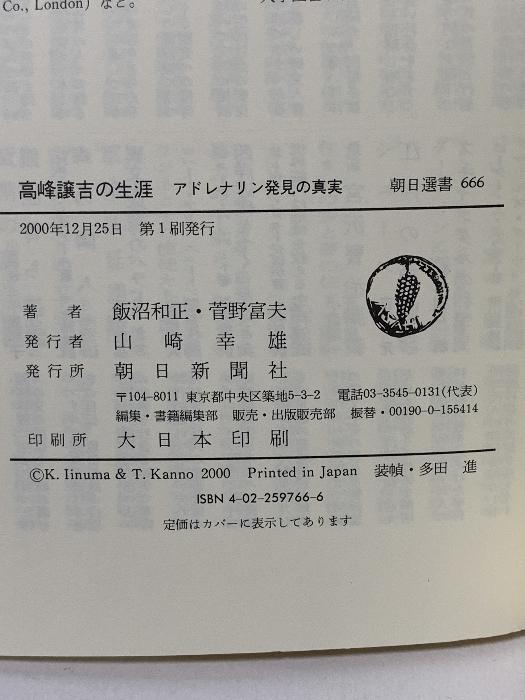 Co., London）など。
高峰譲吉の生涯　アドレナリン発見の真実　朝日選書 666
2000年12月25日　第1刷発行
著　者　飯沼和正・菅野富夫
発行者　山崎幸雄
発行所　朝日新聞社
〒104-8011　東京都中央区築地5-3-2　電話03-3545-0131(代表)
編集・書籍編集部　販売・出版販売部　振替・00190-0-155414
印刷所　大日本印刷
©K. Iinuma & T. Kanno 2000　Printed in Japan　装幀・多田　進
ISBN 4-02-259766-6
定価はカバーに表示してあります